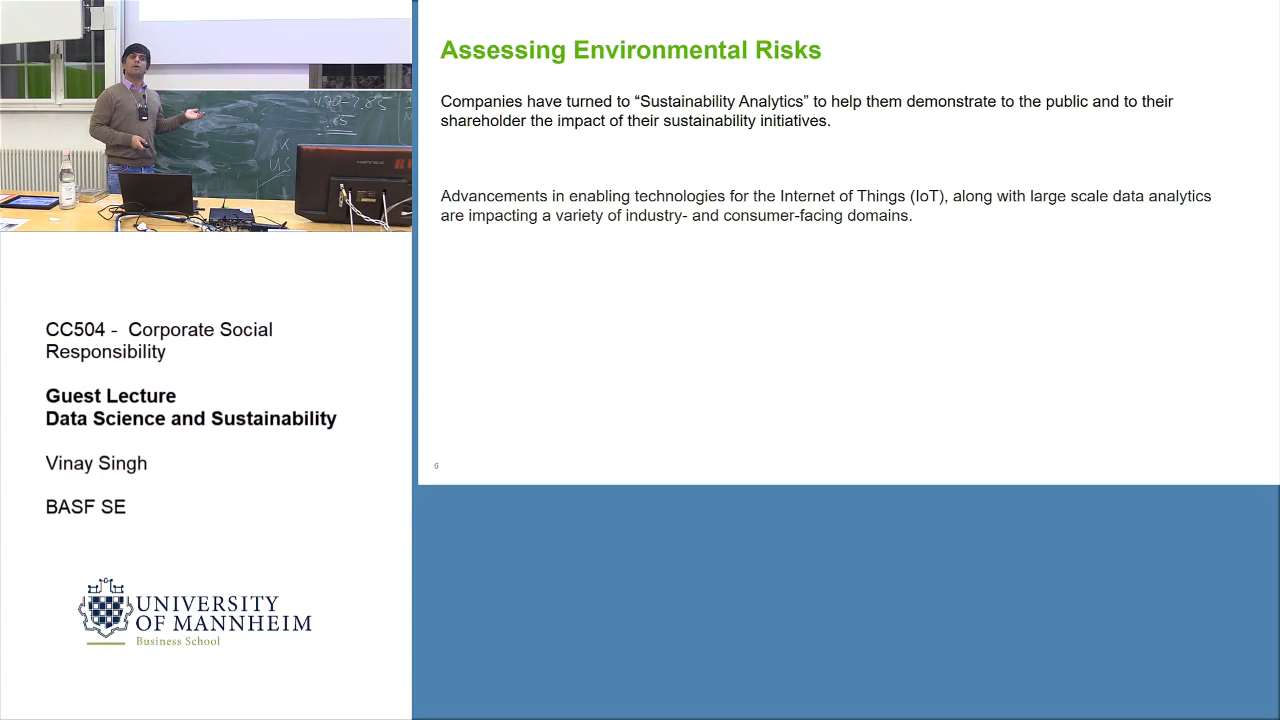 Assessing Environmental Risks
Companies have turned to “Sustainability Analytics” to help them demonstrate to the public and to their
shareholder the impact of their sustainability initiatives.
Advancements in enabling technologies for the Internet of Things (IoT), along with large scale data analytics
are impacting a variety of industry- and consumer-facing domains.
6
CC504 - Corporate Social
Responsibility
Guest Lecture
Data Science and Sustainability
Vinay Singh
BASF SE
UNIVERSITY
OF MANNHEIM
Business School